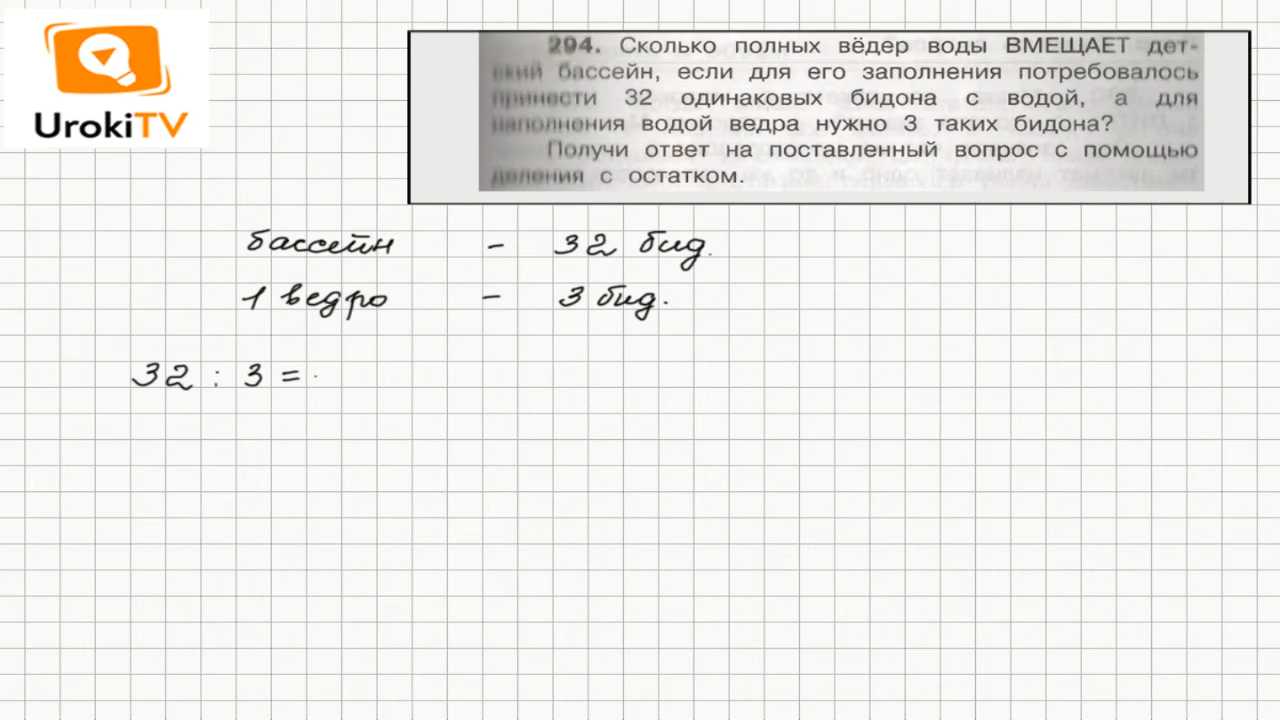 UrokiTV
294. Сколько полных вёдер воды ВМЕЩАЕТ дет-
ский бассейн, если для его заполнения потребовалось
принести 32 одинаковых бидона с водой, а для
наполнения водой ведра нужно 3 таких бидона?
Получи ответ на поставленный вопрос с помощью
деления с остатком.
бассейн - 32 бид.
1 ведро - 3 бид.
32 : 3 =